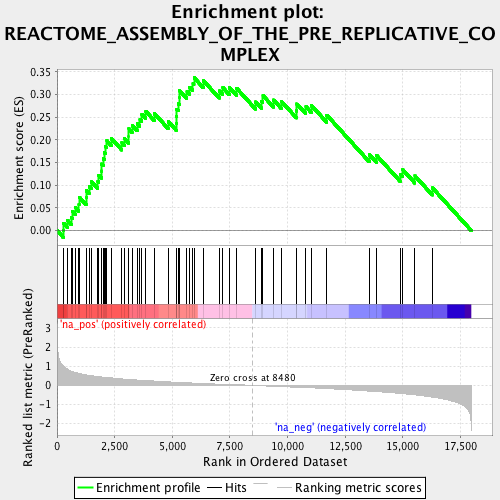 Enrichment plot:
REACTOME_ASSEMBLY_OF_THE_PRE_REPLICATIVE_CO
MPLEX
Enrichment score (ES)
0.35
0.30
0.25
0.20
0.15
0.10
0.05
0.00
'na_pos' (positively correlated)
Ranked list metric (PreRanked)
3
2
1
0
-1
-2
Zero cross at 8480
'na_neg' (negatively correlated)
0 2,500 5,000 7,500 10,000 12,500 15,000 17,500
Rank in Ordered Dataset
Enrichment profile Hits Ranking metric scores